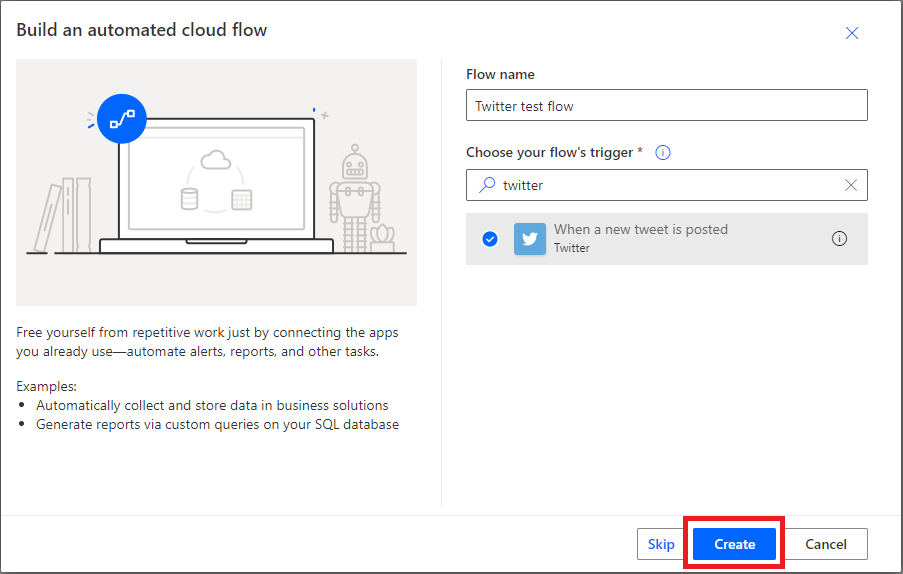 Build an automated cloud flow
Free yourself from repetitive work just by connecting the apps
you already use—automate alerts, reports, and other tasks.
Examples:
• Automatically collect and store data in business solutions
• Generate reports via custom queries on your SQL database
Flow name
Twitter test flow
Choose your flow's trigger *
twitter
When a new tweet is posted
Twitter
Skip
Create
Cancel